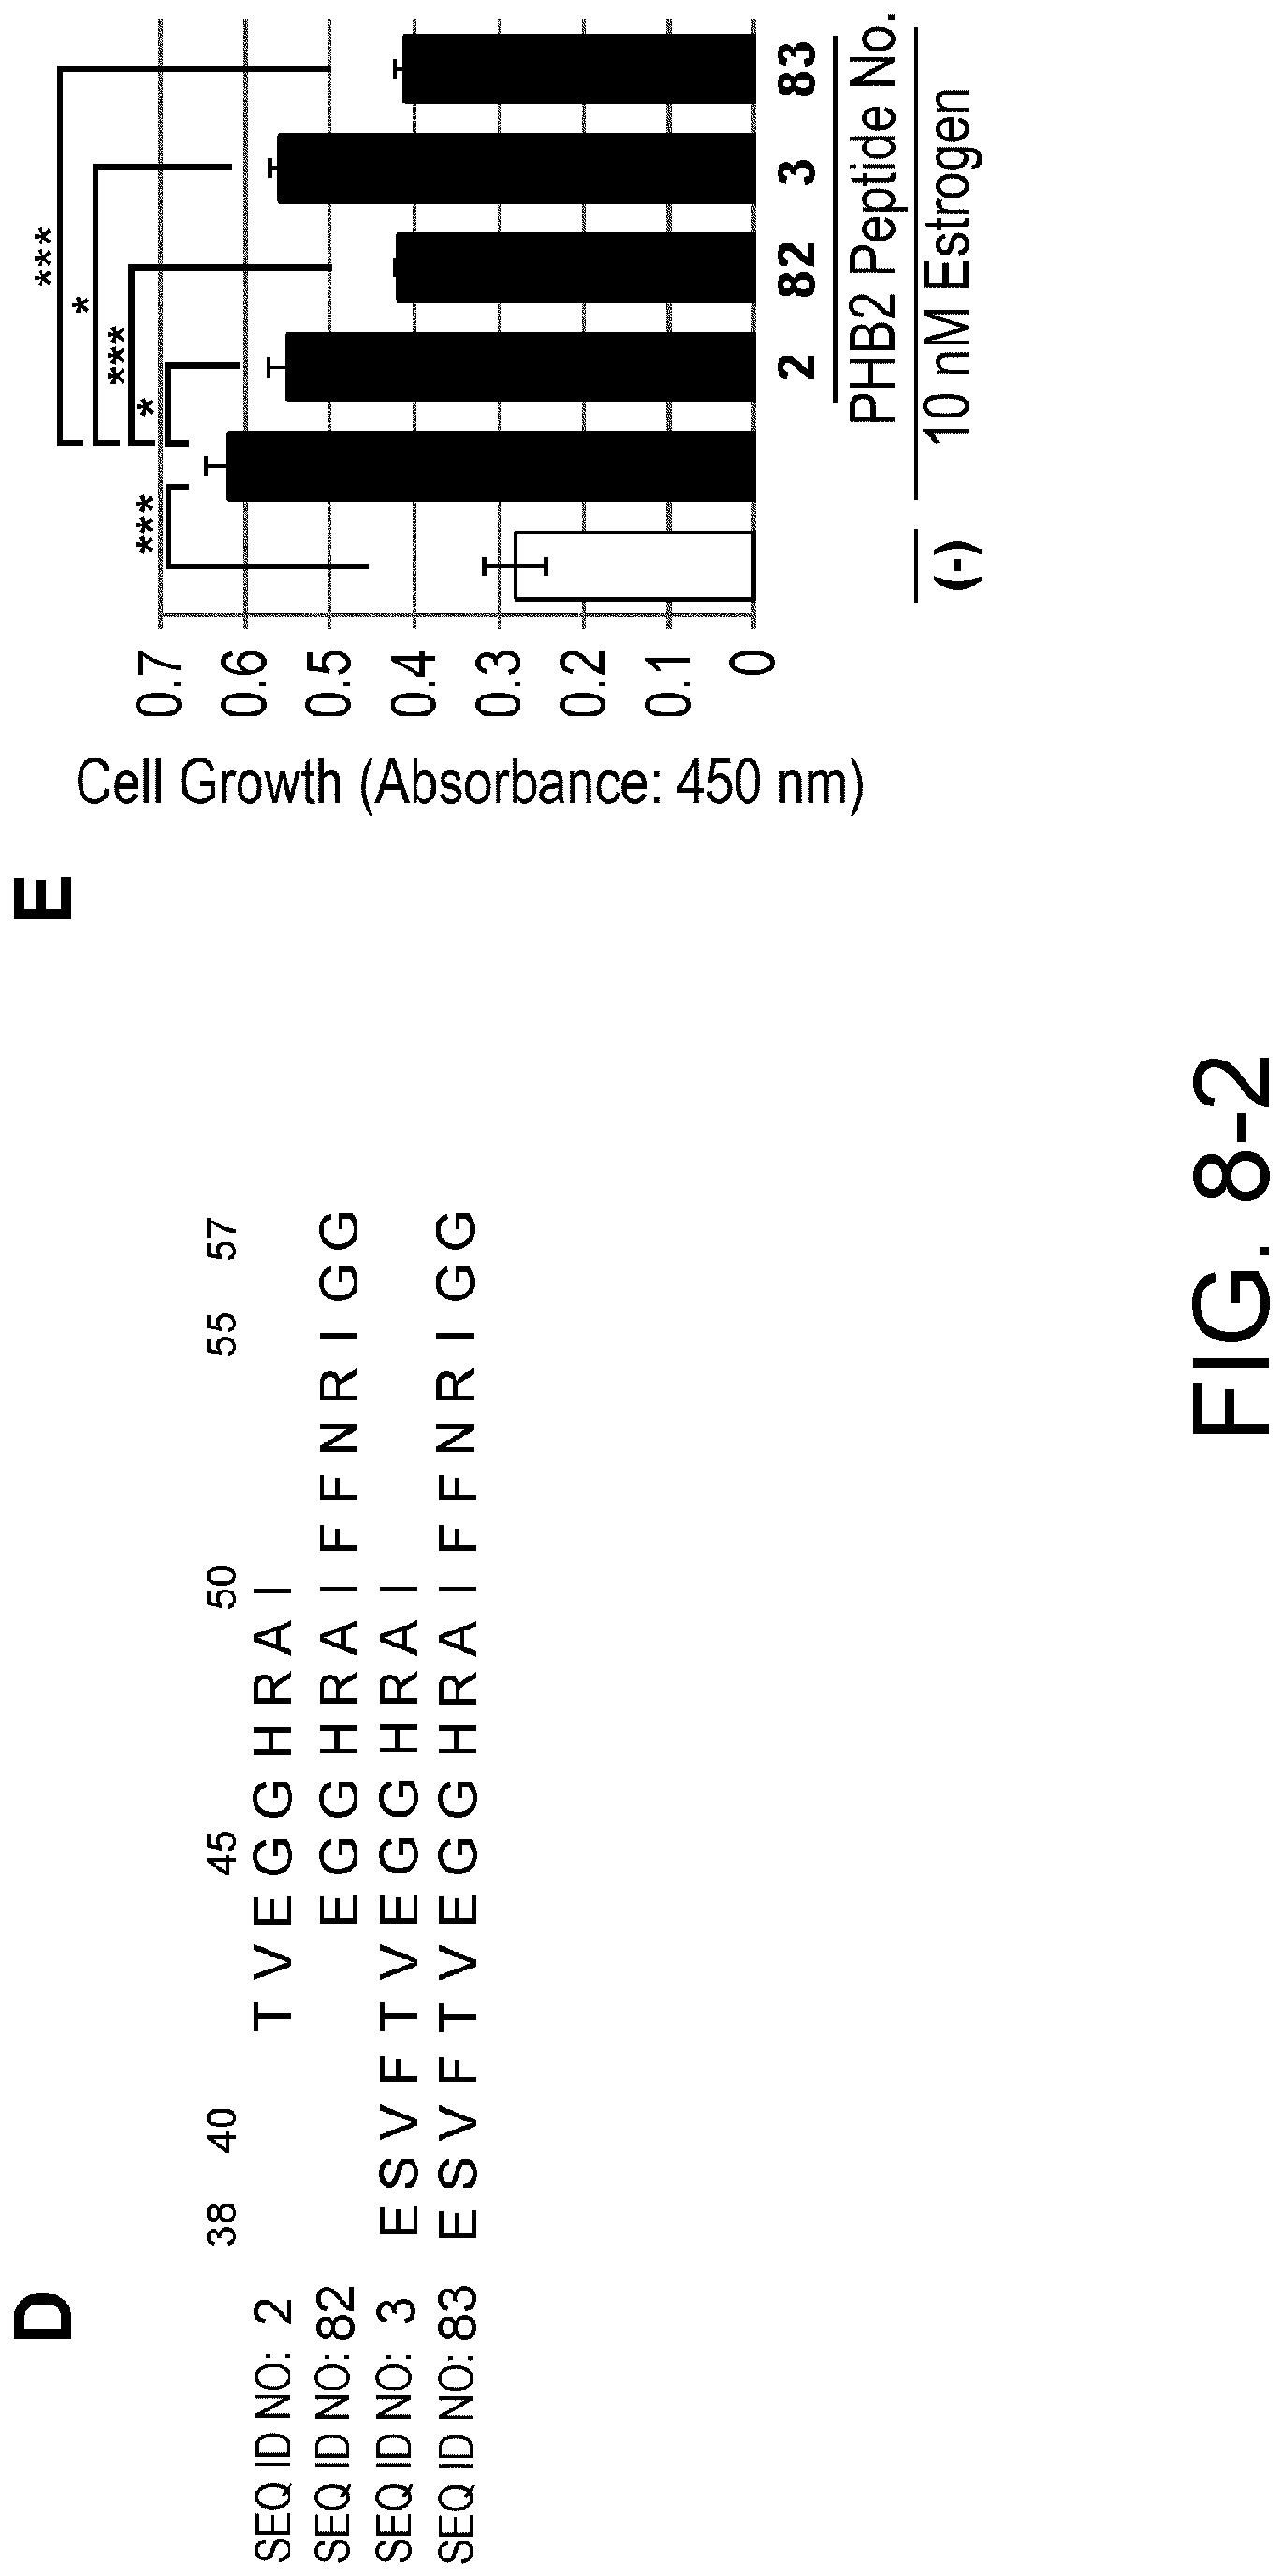 D
38 40 45 50 55 57
SEQ ID NO: 2 T V E G G H R A I
SEQ ID NO: 82 E G G H R A I F F N R I G G
SEQ ID NO: 3 E S V F T V E G G H R A I
SEQ ID NO: 83 E S V F T V E G G H R A I F F N R I G G
E
Cell Growth (Absorbance: 450 nm)
0.7
0.6
0.5
0.4
0.3
0.2
0.1
0
***
*
***
*
***
2 82 3 83
PHB2 Peptide No.
(-) 10 nM Estrogen
FIG. 8-2